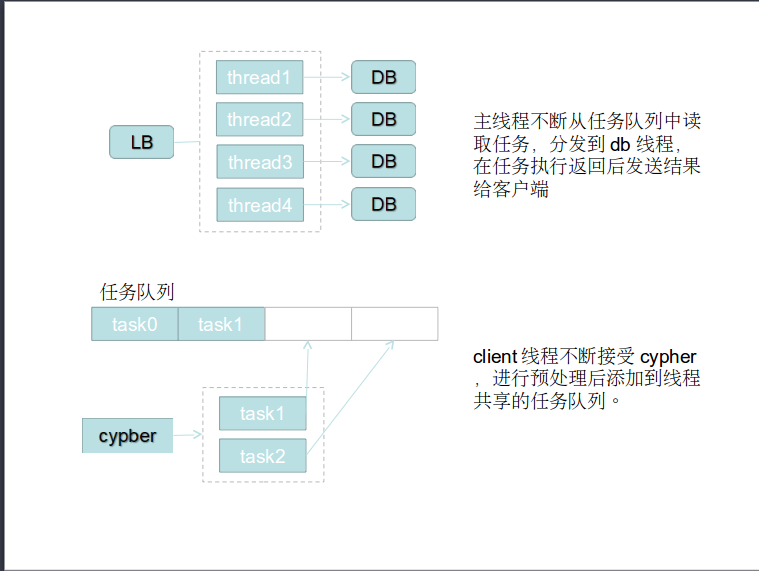 LB
thread1
DB
thread2
DB
thread3
DB
thread4
DB
主线程不断从任务队列中读
取任务，分发到 db 线程，
在任务执行返回后发送结果
给客户端
任务队列
task0
task1
client 线程不断接受 cypher
，进行预处理后添加到线程
共享的任务队列。
cypber
task1
task2